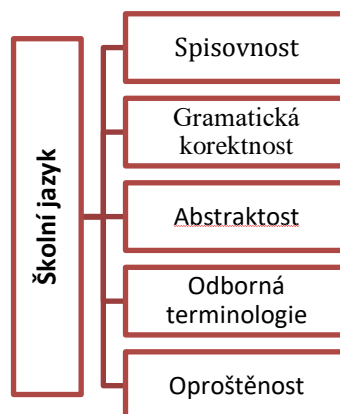 Školní jazyk
Spisovnost
Gramatická
korektnost
Abstraktost
Odborná
terminologie
Oproštěnost